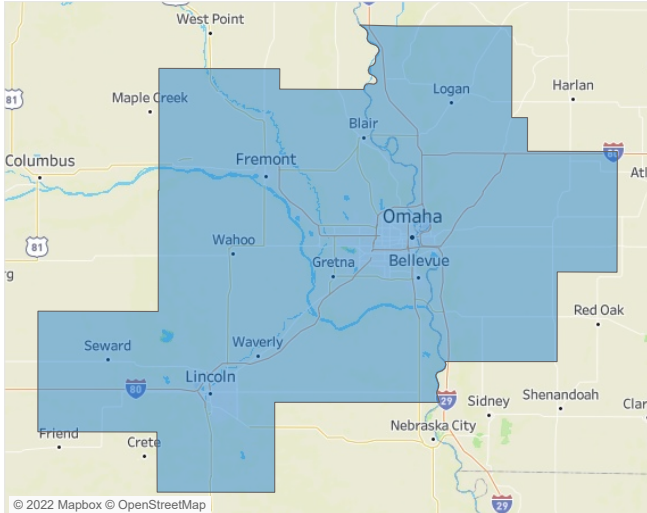 West Point
81
Maple Creek
Logan
Harlan
Blair
80
Columbus
Fremont
Atl
Omaha
81
Wahoo
Gretna
Bellevue
rg
Red Oak
Seward
Waverly
Lincoln
80
29
Sidney
Shenandoah
Clar
Friend
Crete
Nebraska City
29
© 2022 Mapbox © OpenStreetMap